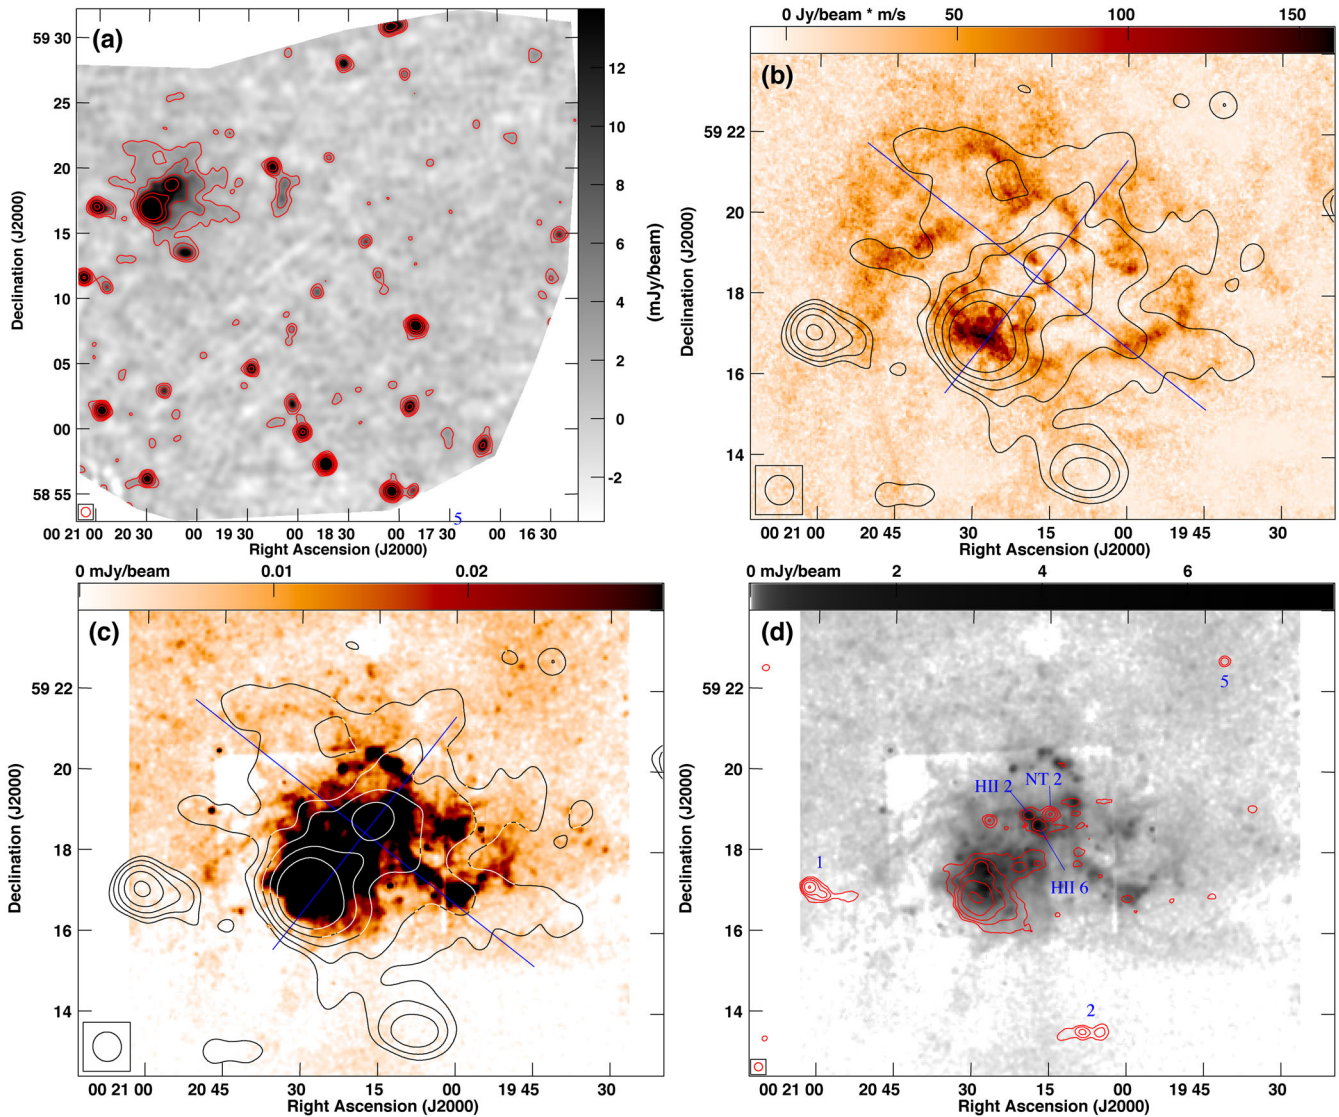 (a)
59 30
25
20
15
10
05
00
58 55
Declination (J2000)
00 21 00 20 30 00 19 30 00 18 30 00 17 30 00 16 30
5
Right Ascension (J2000)
12
10
8
6
4
2
0
-2
(mJy/beam)
0 Jy/beam * m/s 50 100 150
(b)
59 22
20
18
16
14
Declination (J2000)
00 21 00 20 45 30 15 00 19 45 30
Right Ascension (J2000)
0 mJy/beam 0.01 0.02
(c)
59 22
20
18
16
14
Declination (J2000)
00 21 00 20 45 30 15 00 19 45 30
Right Ascension (J2000)
0 mJy/beam 2 4 6
(d)
59 22
20
18
16
14
Declination (J2000)
5
HII 2 NT 2
1
HII 6
2
00 21 00 20 45 30 15 00 19 45 30
Right Ascension (J2000)